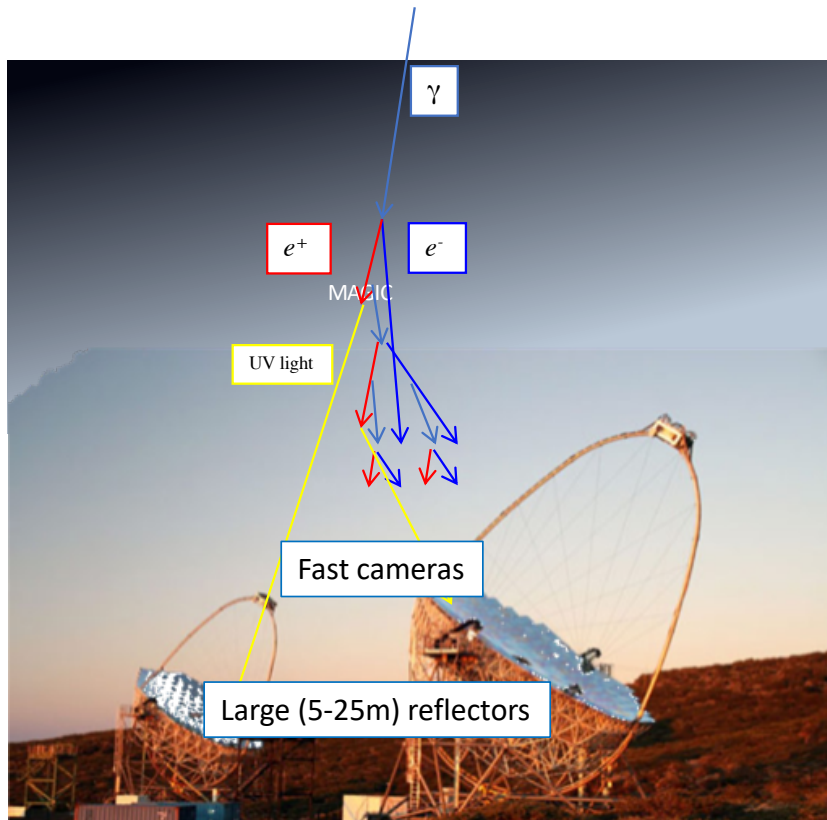 γ
e⁺
e⁻
MAGIC
UV light
Fast cameras
Large (5-25m) reflectors